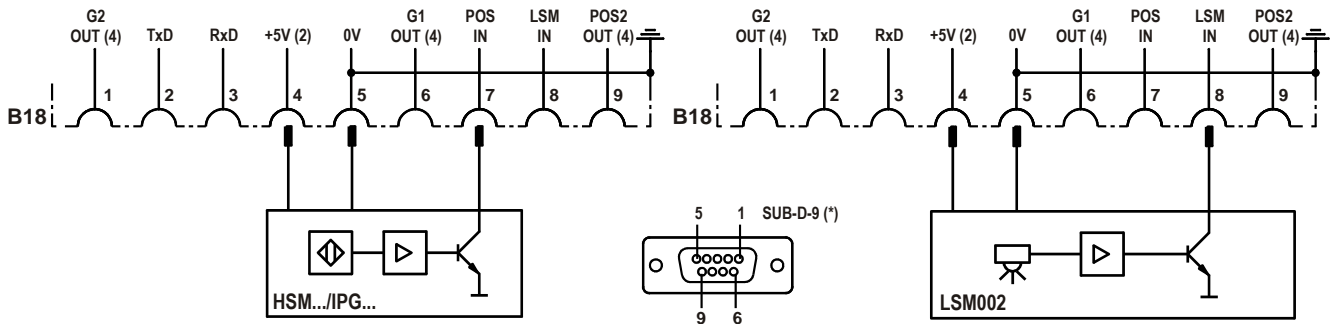 G2 G1 POS LSM POS2
OUT (4) TxD RxD +5V (2) 0V OUT (4) IN IN OUT (4)
1 2 3 4 5 6 7 8 9
B18
HSM.../IPG...
5 1 SUB-D-9 (*)
9 6
G2 G1 POS LSM POS2
OUT (4) TxD RxD +5V (2) 0V OUT (4) IN IN OUT (4)
1 2 3 4 5 6 7 8 9
B18
LSM002